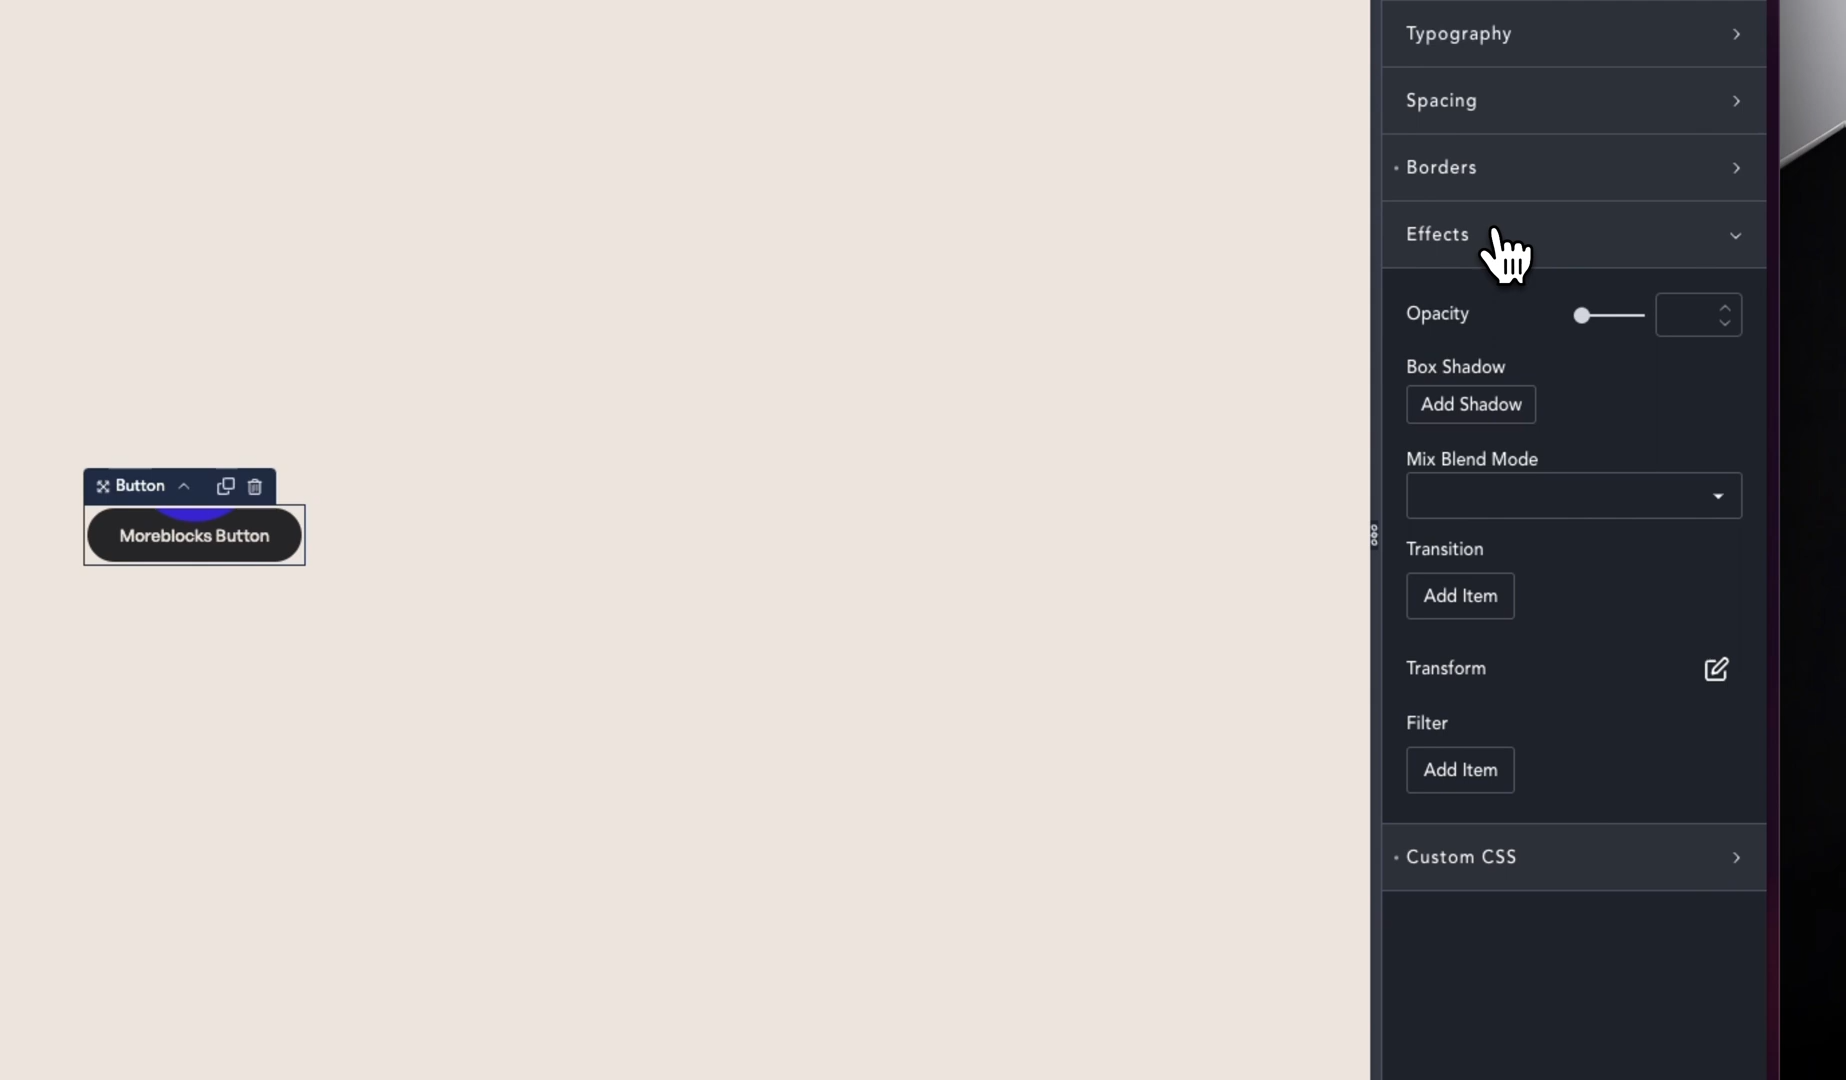 Typography
Spacing
Borders
Effects
Opacity
Box Shadow
Add Shadow
Mix Blend Mode
Button
Moreblocks Button
Transition
Add Item
Transform
Filter
Add Item
Custom CSS